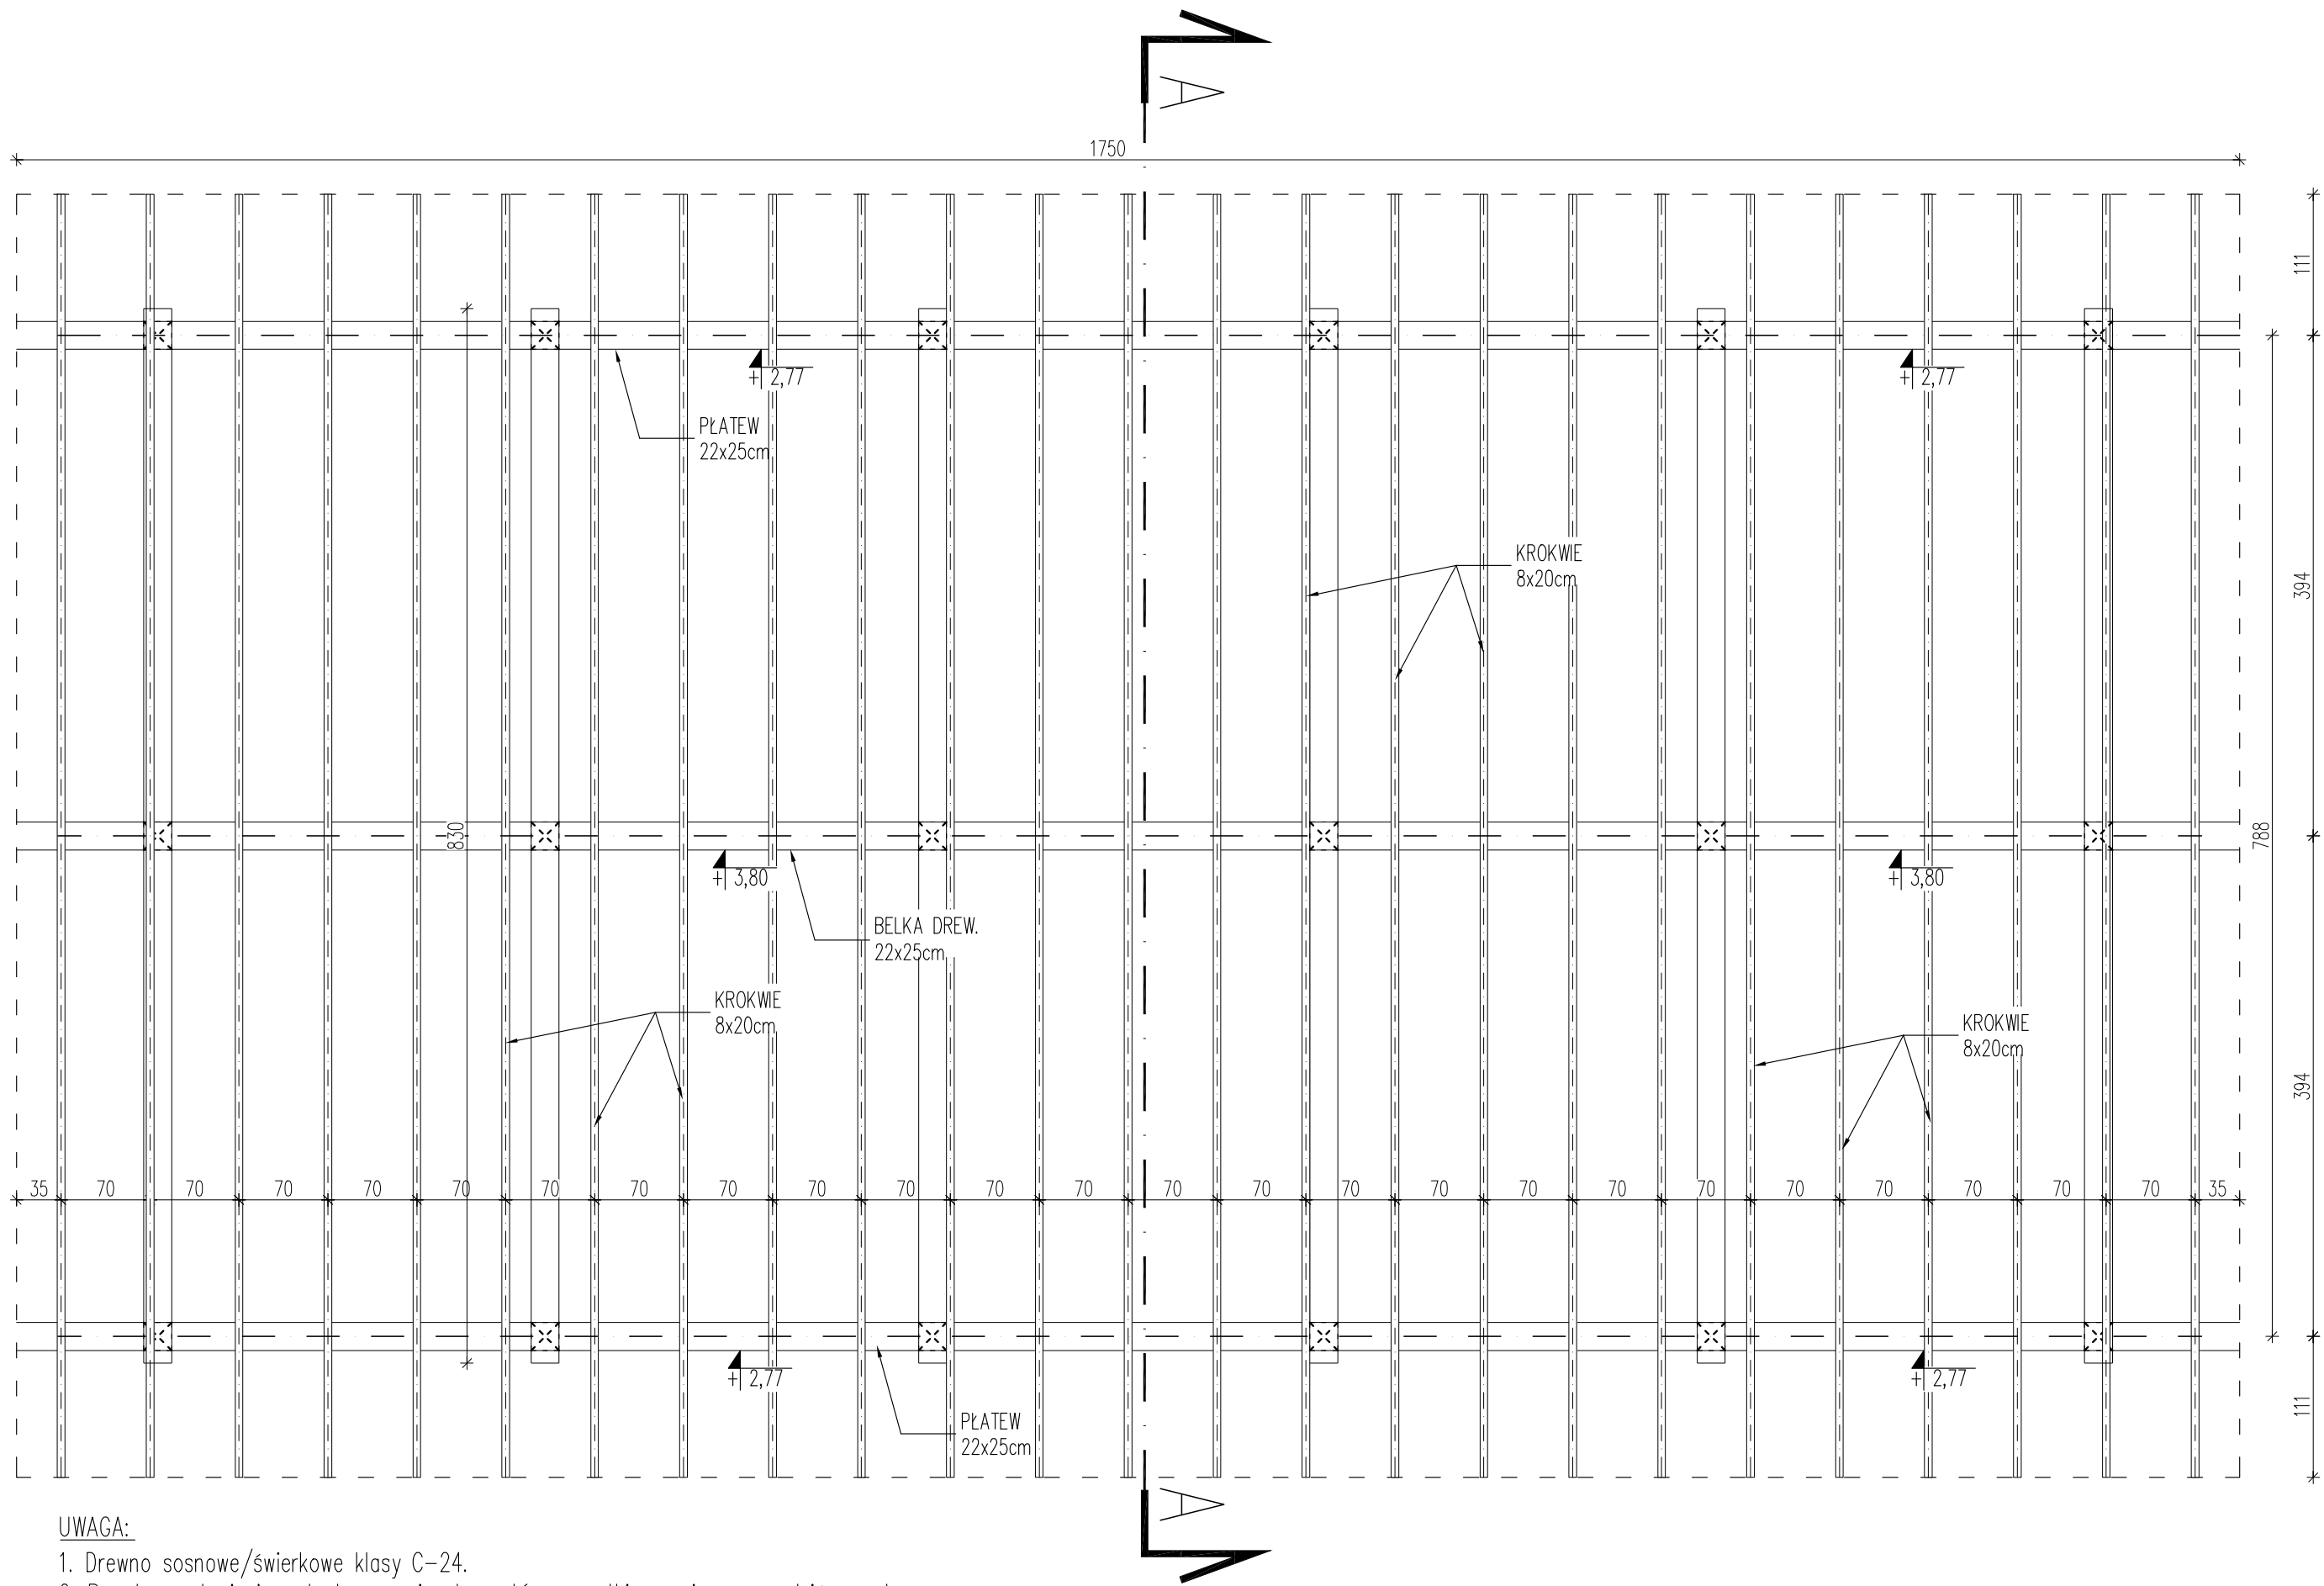 A
1750
111
+ 2,77
+ 2,77
PŁATEW
22x25cm
KROKWIE
8x20cm
394
830
788
+ 3,80
+ 3,80
BELKA DREW.
22x25cm
KROKWIE
8x20cm
KROKWIE
8x20cm
394
35 70 70 70 70 70 70 70 70 70 70 70 70 70 70 70 70 70 70 70 70 70 70 70 70 35
+ 2,77
+ 2,77
111
PŁATEW
22x25cm
A
UWAGA:
1. Drewno sosnowe/świerkowe klasy C-24.